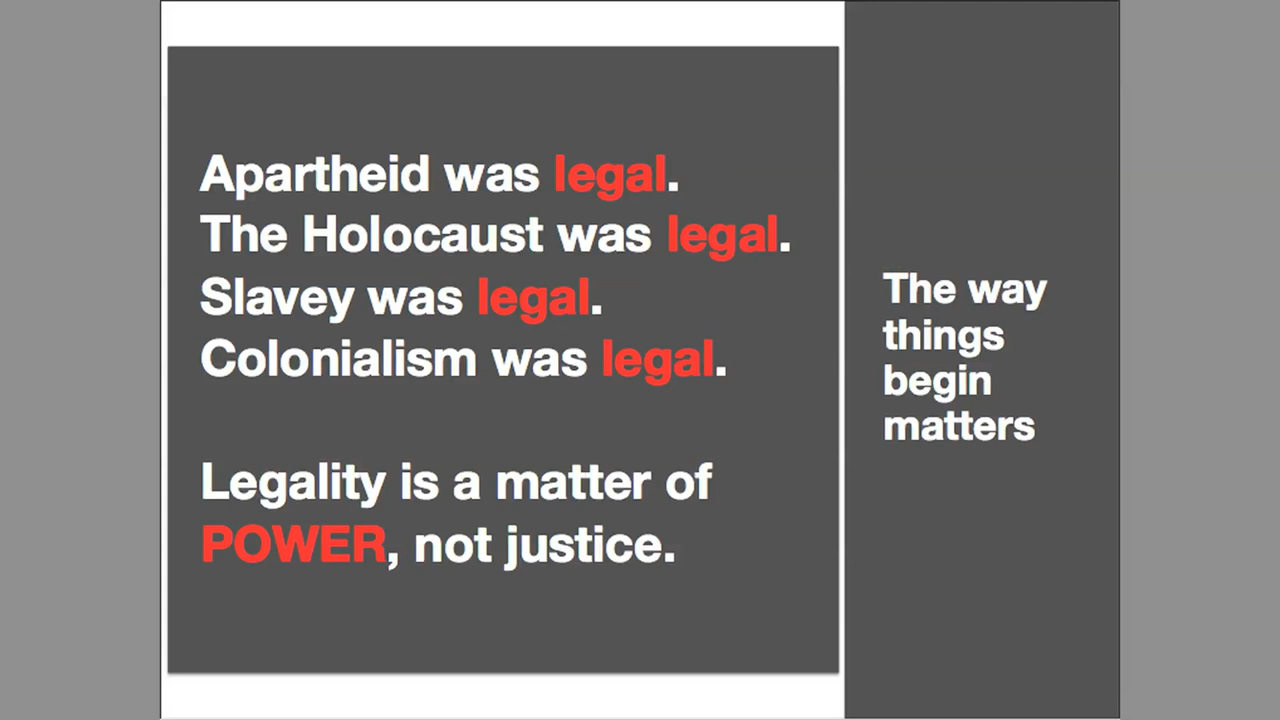 Apartheid was legal.
The Holocaust was legal.
Slavey was legal.
Colonialism was legal.
Legality is a matter of
POWER, not justice.
The way
things
begin
matters